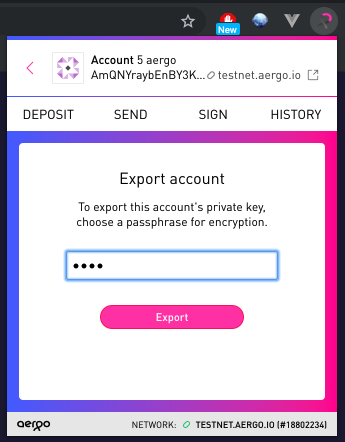 New
Account 5 aergo
AmQNYraybEnBY3K... testnet.aergo.io
DEPOSIT SEND SIGN HISTORY
Export account
To export this account's private key,
choose a passphrase for encryption.
••••
Export
aergo NETWORK: TESTNET.AERGO.IO (#18802234)